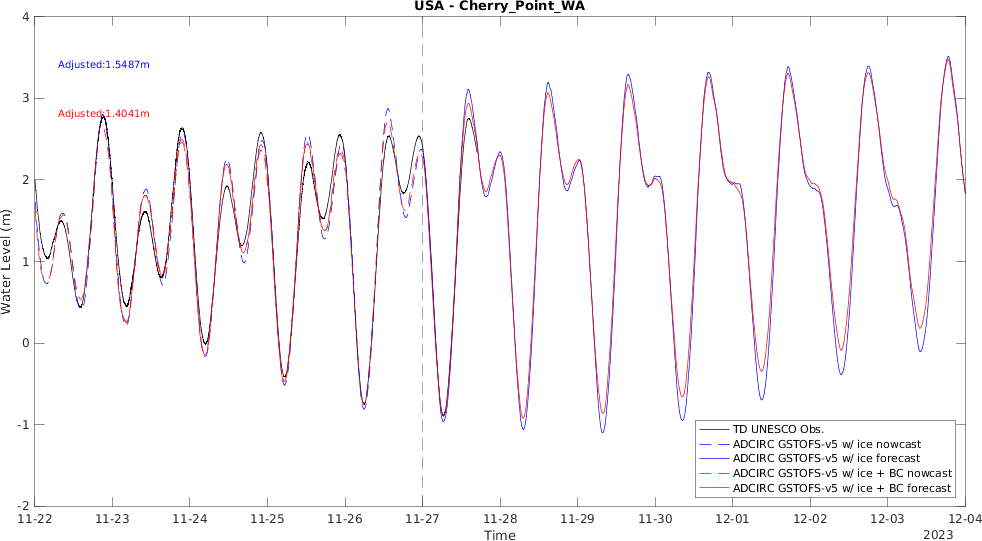 USA - Cherry_Point_WA
4
3
2
1
0
-1
-2
Water Level (m)
Adjusted:1.5487m
Adjusted:1.4041m
TD UNESCO Obs.
ADCIRC GSTOFS-v5 w/ ice nowcast
ADCIRC GSTOFS-v5 w/ ice forecast
ADCIRC GSTOFS-v5 w/ ice + BC nowcast
ADCIRC GSTOFS-v5 w/ ice + BC forecast
11-22 11-23 11-24 11-25 11-26 11-27 11-28 11-29 11-30 12-01 12-02 12-03 12-04
Time
2023